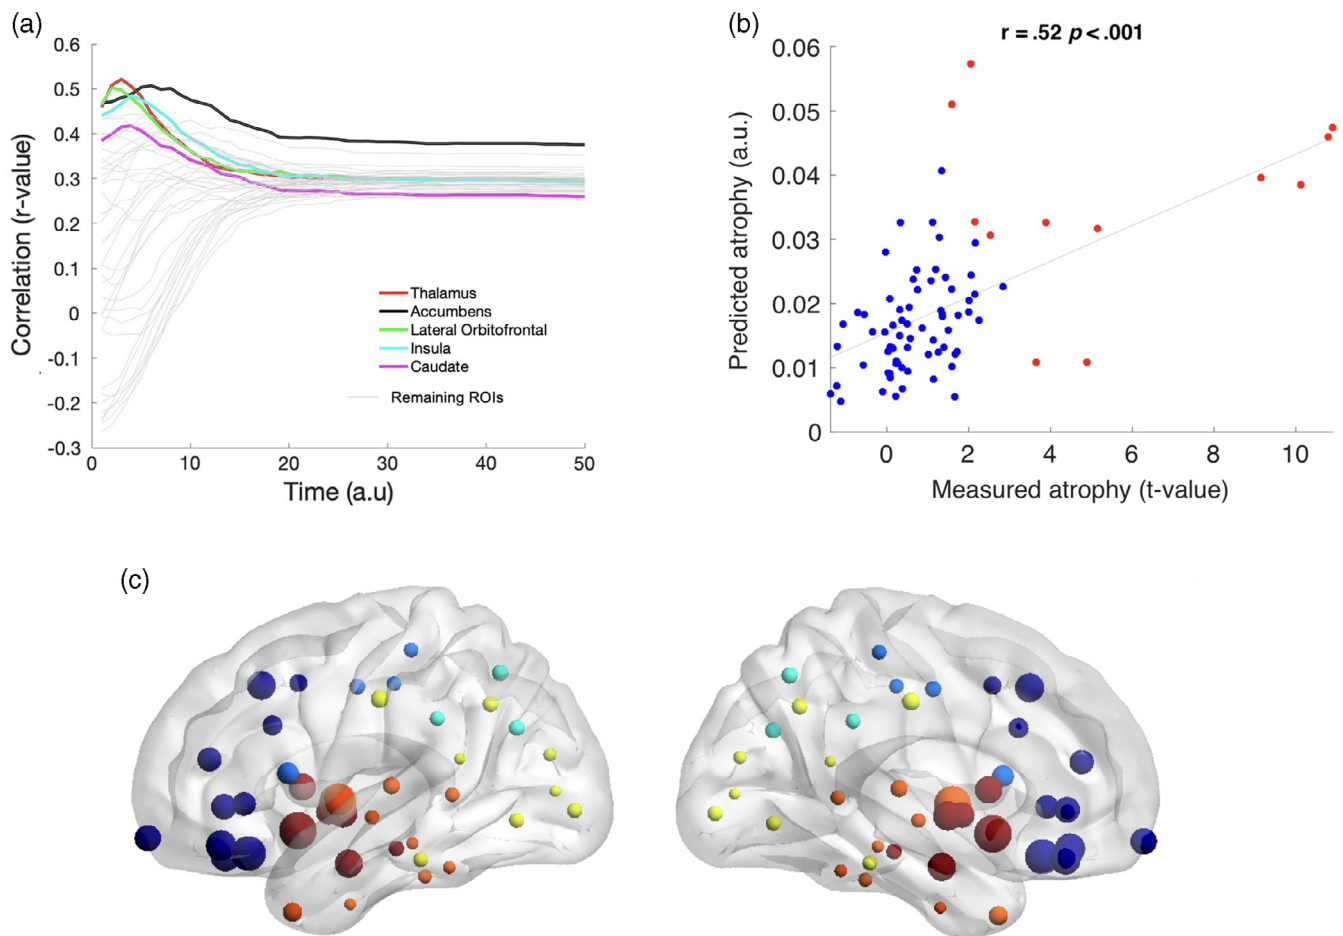 (a)
0.6
0.5
0.4
0.3
0.2
0.1
0
-0.1
-0.2
-0.3
Correlation (r-value)
0
10
20
30
40
50
Time (a.u)
Thalamus
Accumbens
Lateral Orbitofrontal
Insula
Caudate
Remaining ROIs
(b)
r = .52 p < .001
0.06
0.05
0.04
0.03
0.02
0.01
0
Predicted atrophy (a.u.)
0
2
4
6
8
10
Measured atrophy (t-value)
(c)